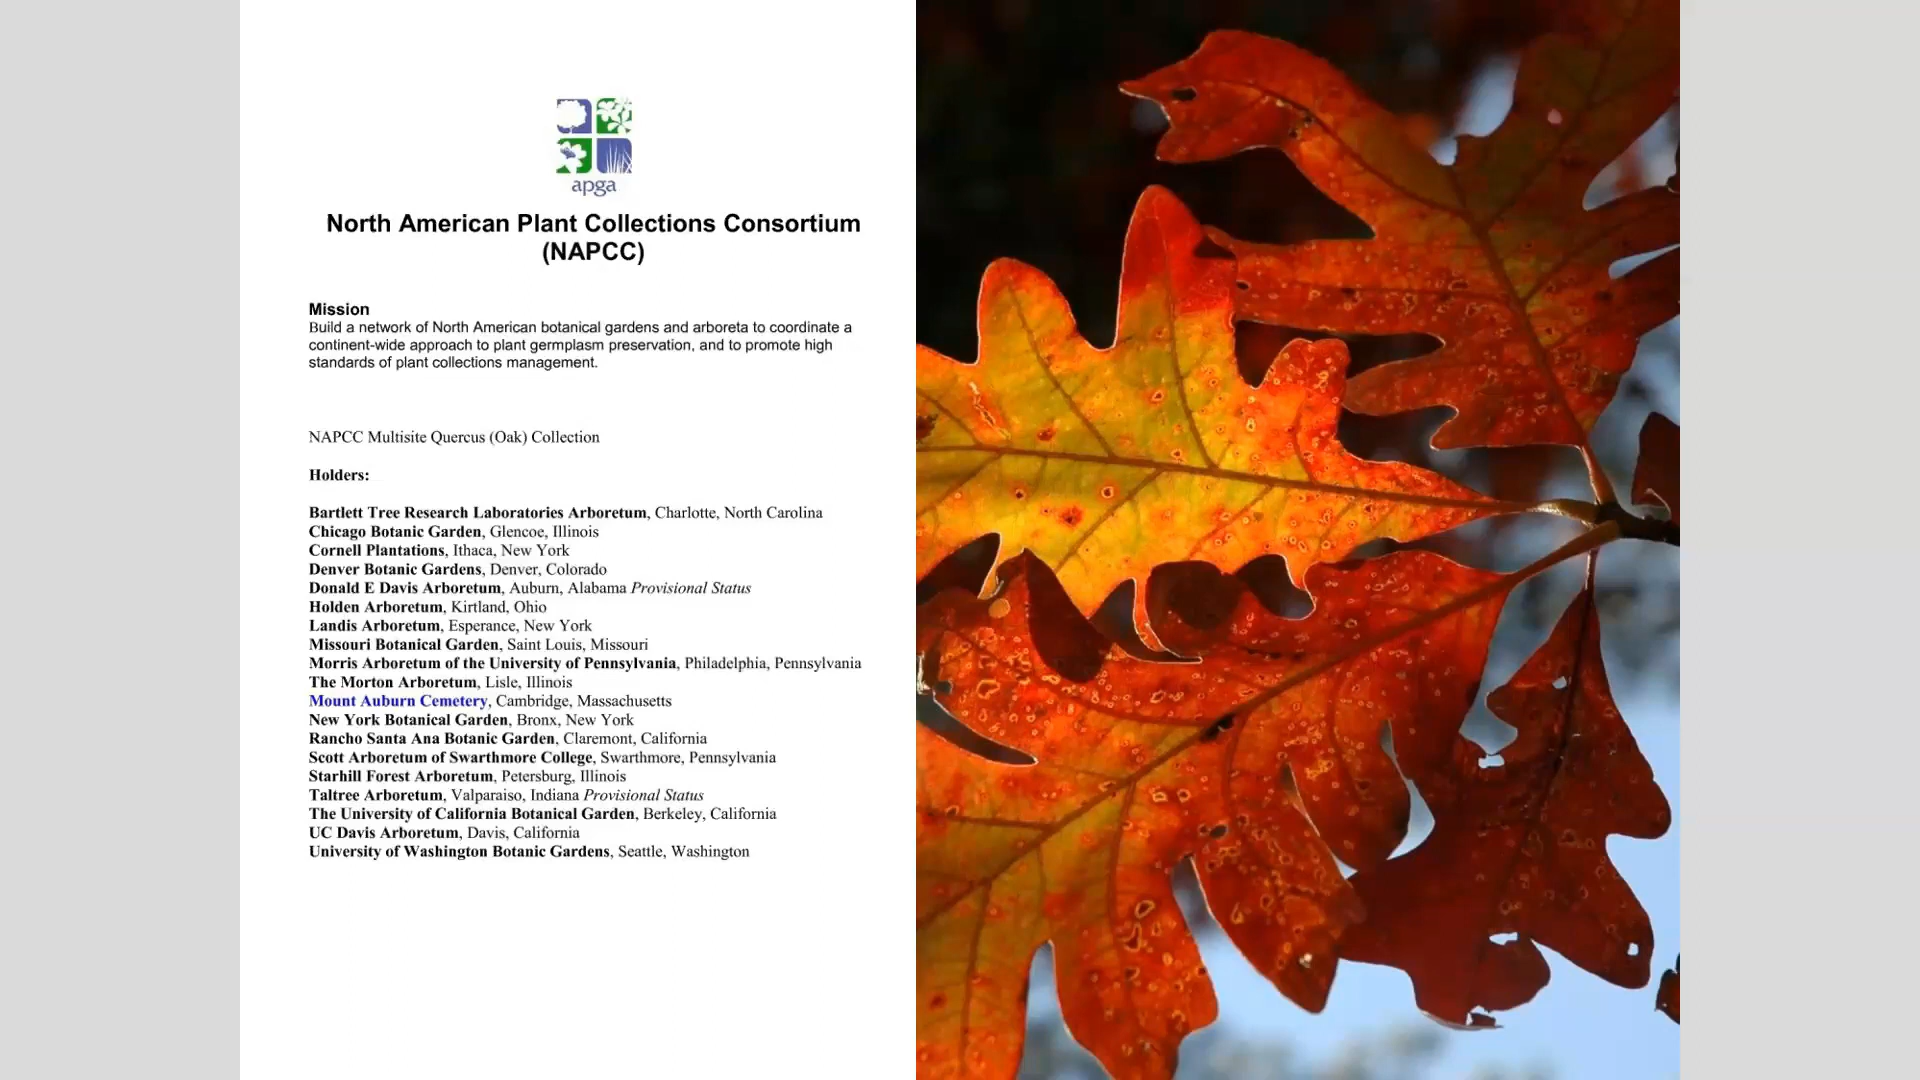 apga
North American Plant Collections Consortium
(NAPCC)
Mission
Build a network of North American botanical gardens and arboreta to coordinate a
continent-wide approach to plant germplasm preservation, and to promote high
standards of plant collections management.
NAPCC Multisite Quercus (Oak) Collection
Holders:
Bartlett Tree Research Laboratories Arboretum, Charlotte, North Carolina
Chicago Botanic Garden, Glencoe, Illinois
Cornell Plantations, Ithaca, New York
Denver Botanic Gardens, Denver, Colorado
Donald E Davis Arboretum, Auburn, Alabama Provisional Status
Holden Arboretum, Kirtland, Ohio
Landis Arboretum, Esperance, New York
Missouri Botanical Garden, Saint Louis, Missouri
Morris Arboretum of the University of Pennsylvania, Philadelphia, Pennsylvania
The Morton Arboretum, Lisle, Illinois
Mount Auburn Cemetery, Cambridge, Massachusetts
New York Botanical Garden, Bronx, New York
Rancho Santa Ana Botanic Garden, Claremont, California
Scott Arboretum of Swarthmore College, Swarthmore, Pennsylvania
Starhill Forest Arboretum, Petersburg, Illinois
Taltree Arboretum, Valparaiso, Indiana Provisional Status
The University of California Botanical Garden, Berkeley, California
UC Davis Arboretum, Davis, California
University of Washington Botanic Gardens, Seattle, Washington